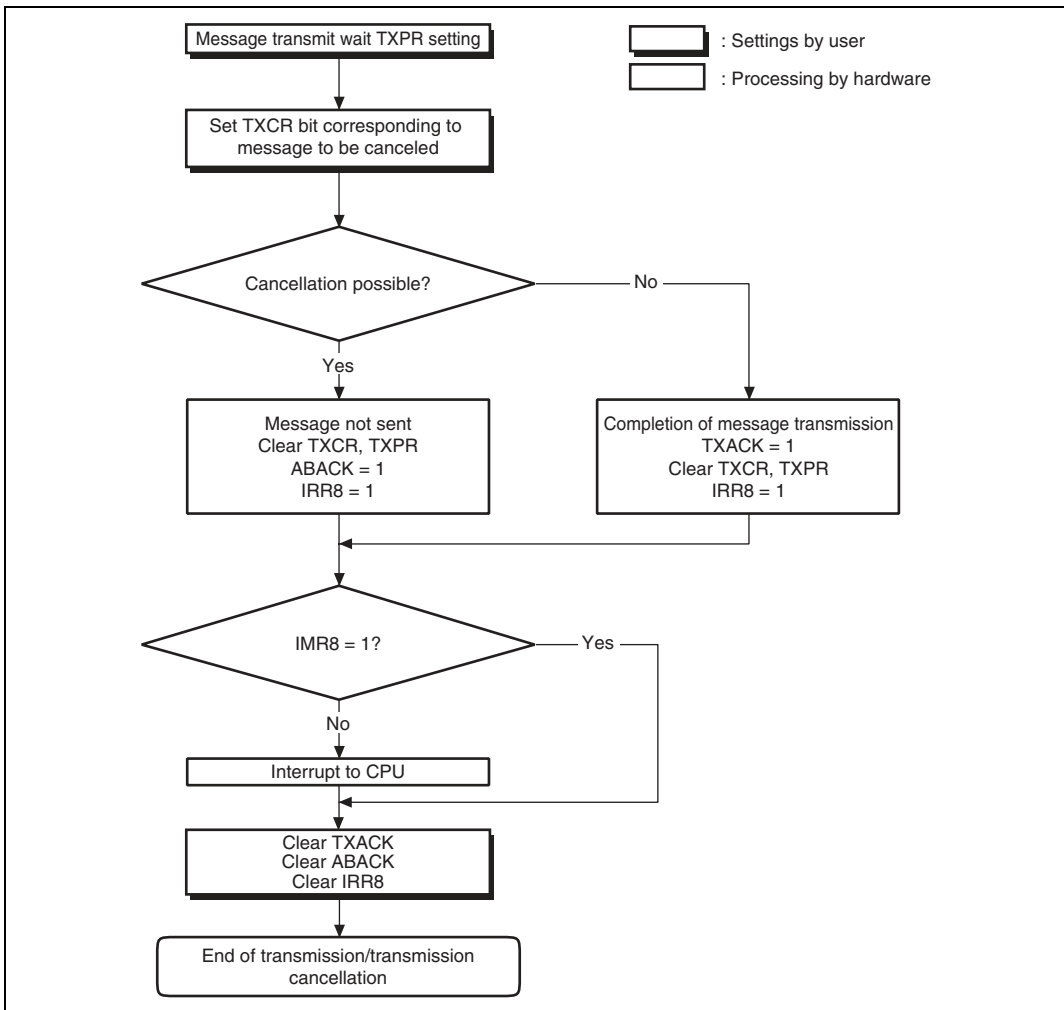 Message transmit wait TXPR setting
: Settings by user
: Processing by hardware
Set TXCR bit corresponding to
message to be canceled
Cancellation possible?
No
Yes
Message not sent
Clear TXCR, TXPR
ABACK = 1
IRR8 = 1
Completion of message transmission
TXACK = 1
Clear TXCR, TXPR
IRR8 = 1
IMR8 = 1?
Yes
No
Interrupt to CPU
Clear TXACK
Clear ABACK
Clear IRR8
End of transmission/transmission
cancellation